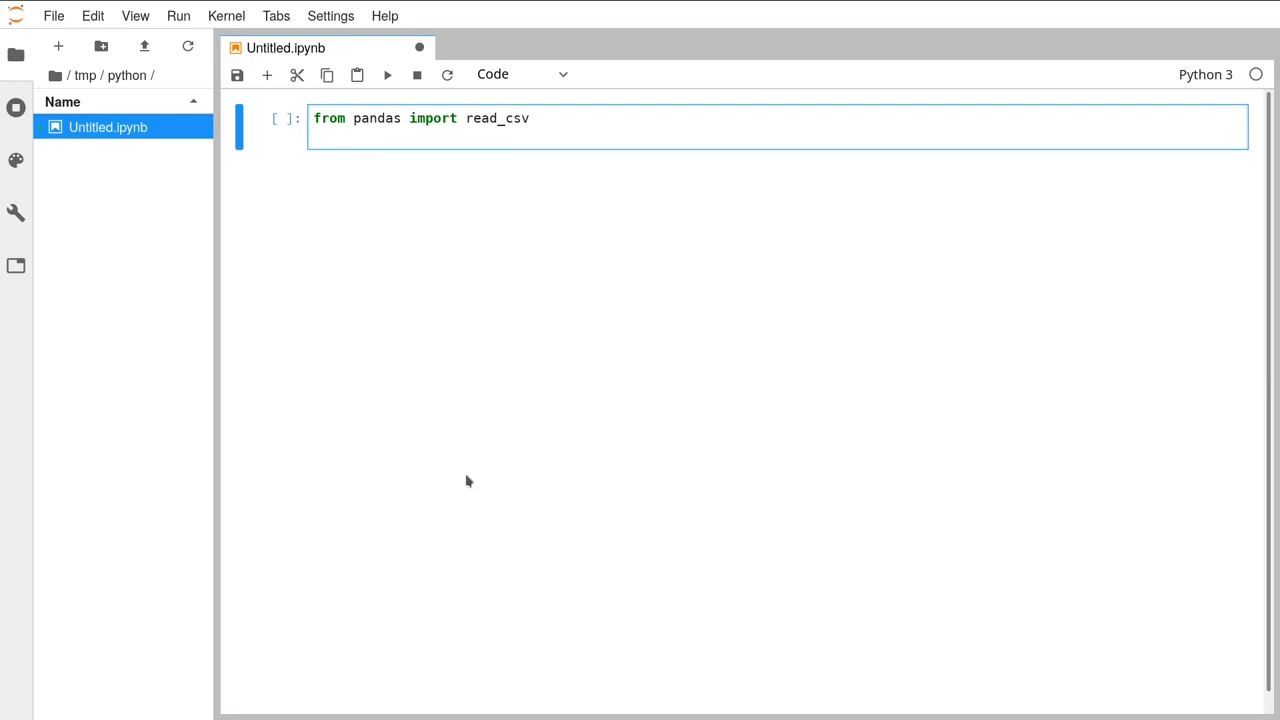 File Edit View Run Kernel Tabs Settings Help
/ tmp / python /
Name
Untitled.ipynb
Untitled.ipynb
Code
Python 3
[ ]: from pandas import read_csv